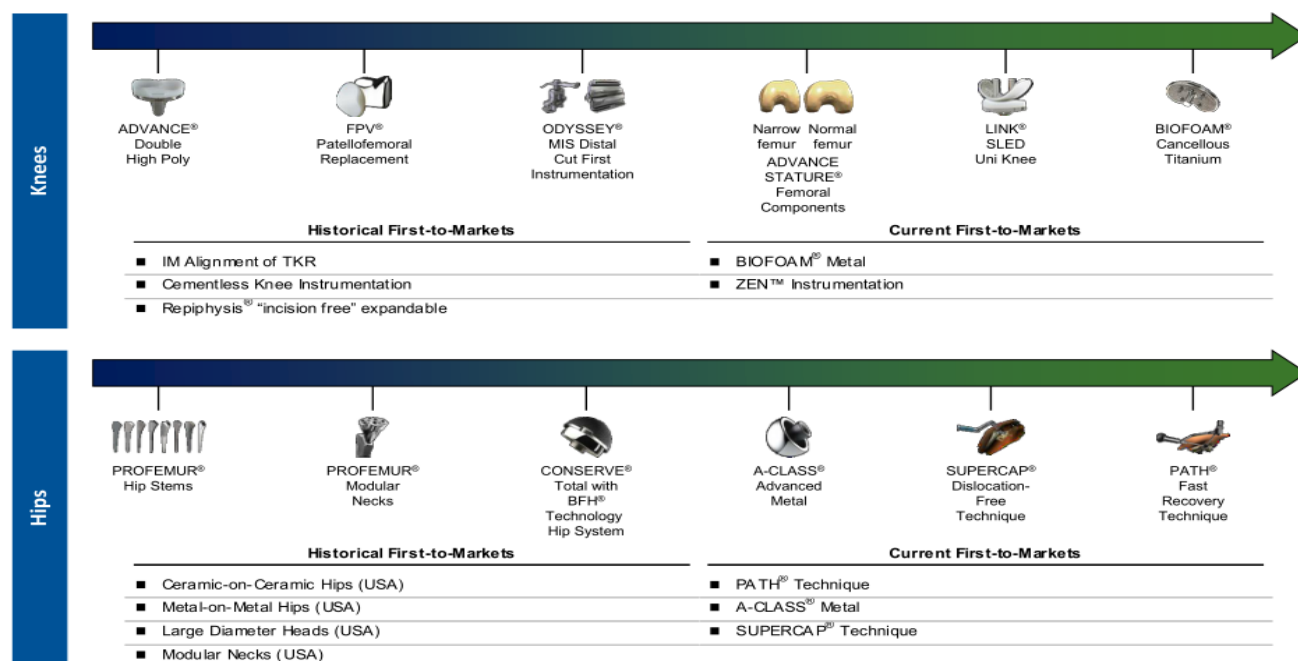 Knees
ADVANCE®
Double
High Poly
FPV®
Patellofemoral
Replacement
ODYSSEY®
MIS Distal
Cut First
Instrumentation
Narrow femur
Normal femur
ADVANCE
STATURE®
Femoral
Components
LINK®
SLED
Uni Knee
BIOFOAM®
Cancellous
Titanium
Historical First-to-Markets
■ IM Alignment of TKR
■ Cementless Knee Instrumentation
■ Repiphysis® “incision free” expandable
Current First-to-Markets
■ BIOFOAM® Metal
■ ZEN™ Instrumentation
Hips
PROFEMUR®
Hip Stems
PROFEMUR®
Modular
Necks
CONSERVE®
Total with
BFH®
Technology
Hip System
A-CLASS®
Advanced
Metal
SUPERCAP®
Dislocation-
Free
Technique
PATH®
Fast
Recovery
Technique
Historical First-to-Markets
■ Ceramic-on-Ceramic Hips (USA)
■ Metal-on-Metal Hips (USA)
■ Large Diameter Heads (USA)
■ Modular Necks (USA)
Current First-to-Markets
■ PATH® Technique
■ A-CLASS® Metal
■ SUPERCAP® Technique